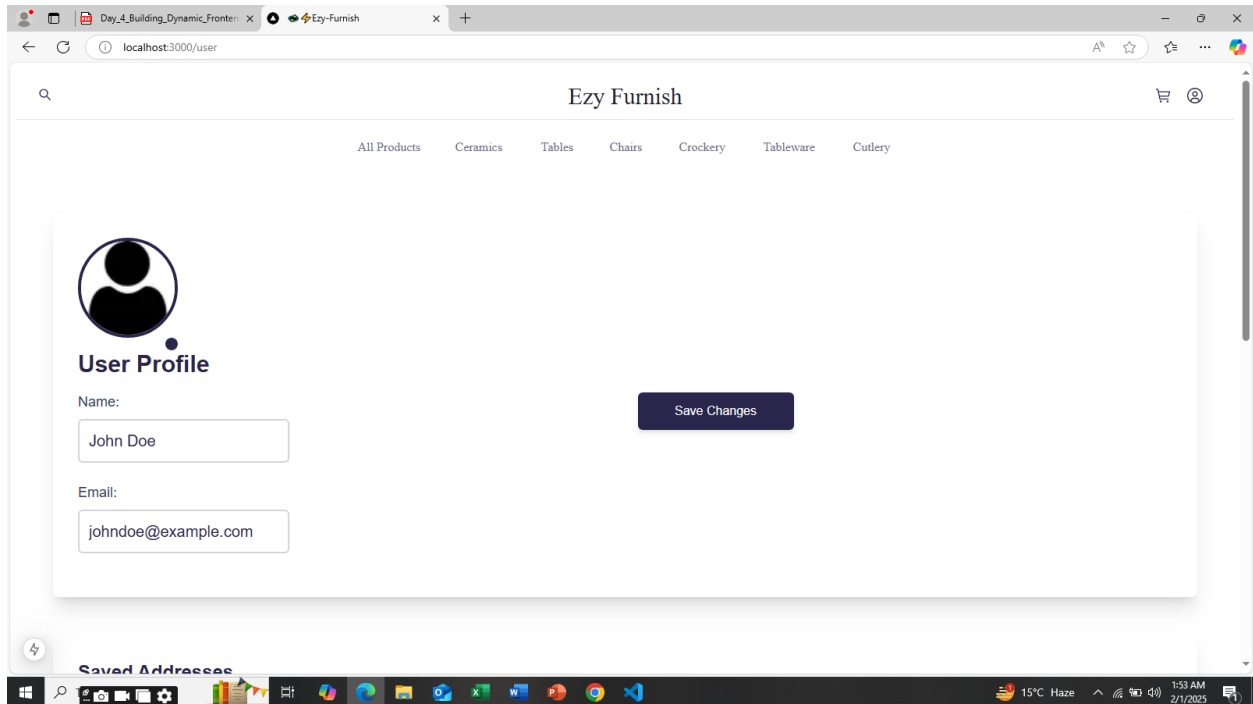 Day_4_Building_Dynamic_Fronten
Ezy-Furnish
localhost:3000/user
Ezy Furnish
All Products Ceramics Tables Chairs Crockery Tableware Cutlery
User Profile
Name:
John Doe
Save Changes
Email:
johndoe@example.com
Saved Addresses
15°C Haze
1:53 AM
2/1/2025